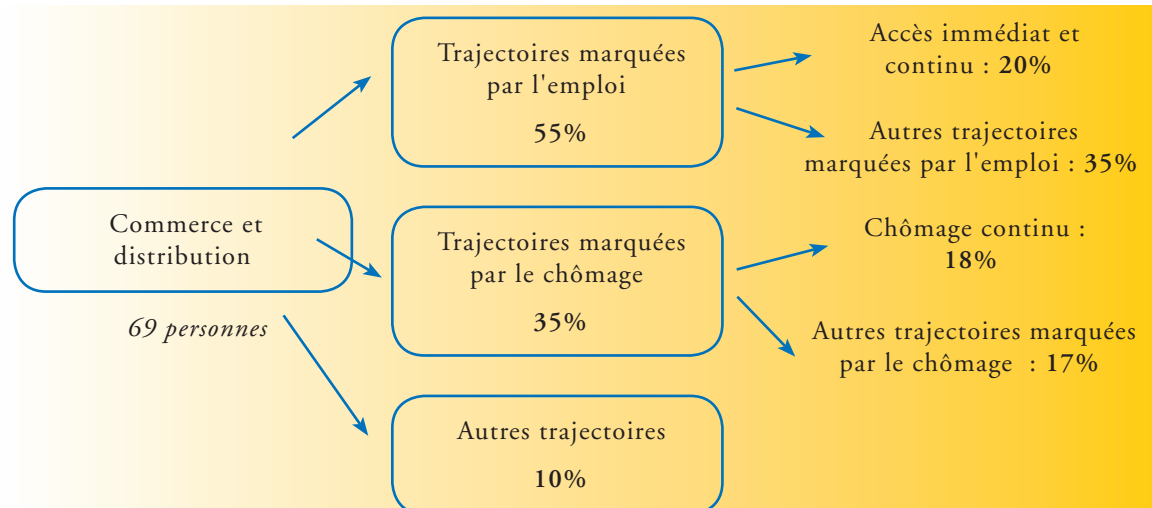 Commerce et
distribution
69 personnes
Trajectoires marquées
par l'emploi
55%
Accès immédiat et
continu : 20%
Autres trajectoires
marquées par l'emploi : 35%
Trajectoires marquées
par le chômage
35%
Chômage continu :
18%
Autres trajectoires marquées
par le chômage : 17%
Autres trajectoires
10%